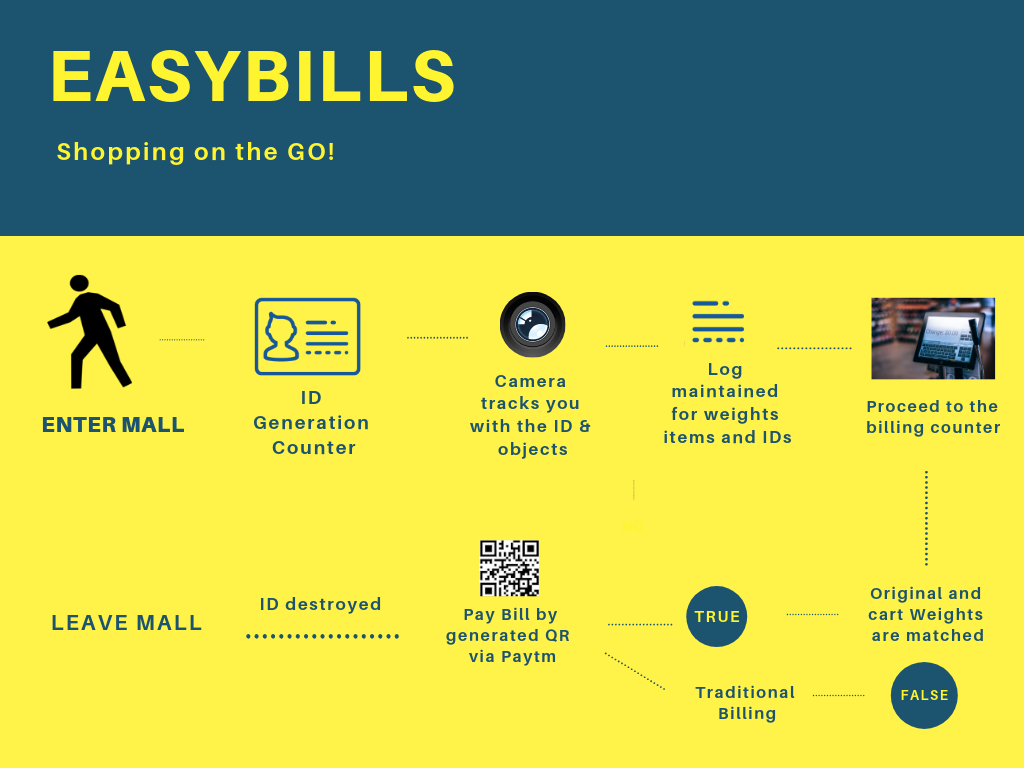 EASYBILLS
Shopping on the GO!
ENTER MALL
ID
Generation
Counter
Camera
tracks you
with the ID &
objects
Log
maintained
for weights
items and IDs
Proceed to the
billing counter
Original and
cart Weights
are matched
TRUE
FALSE
Traditional
Billing
Pay Bill by
generated QR
via Paytm
ID destroyed
LEAVE MALL